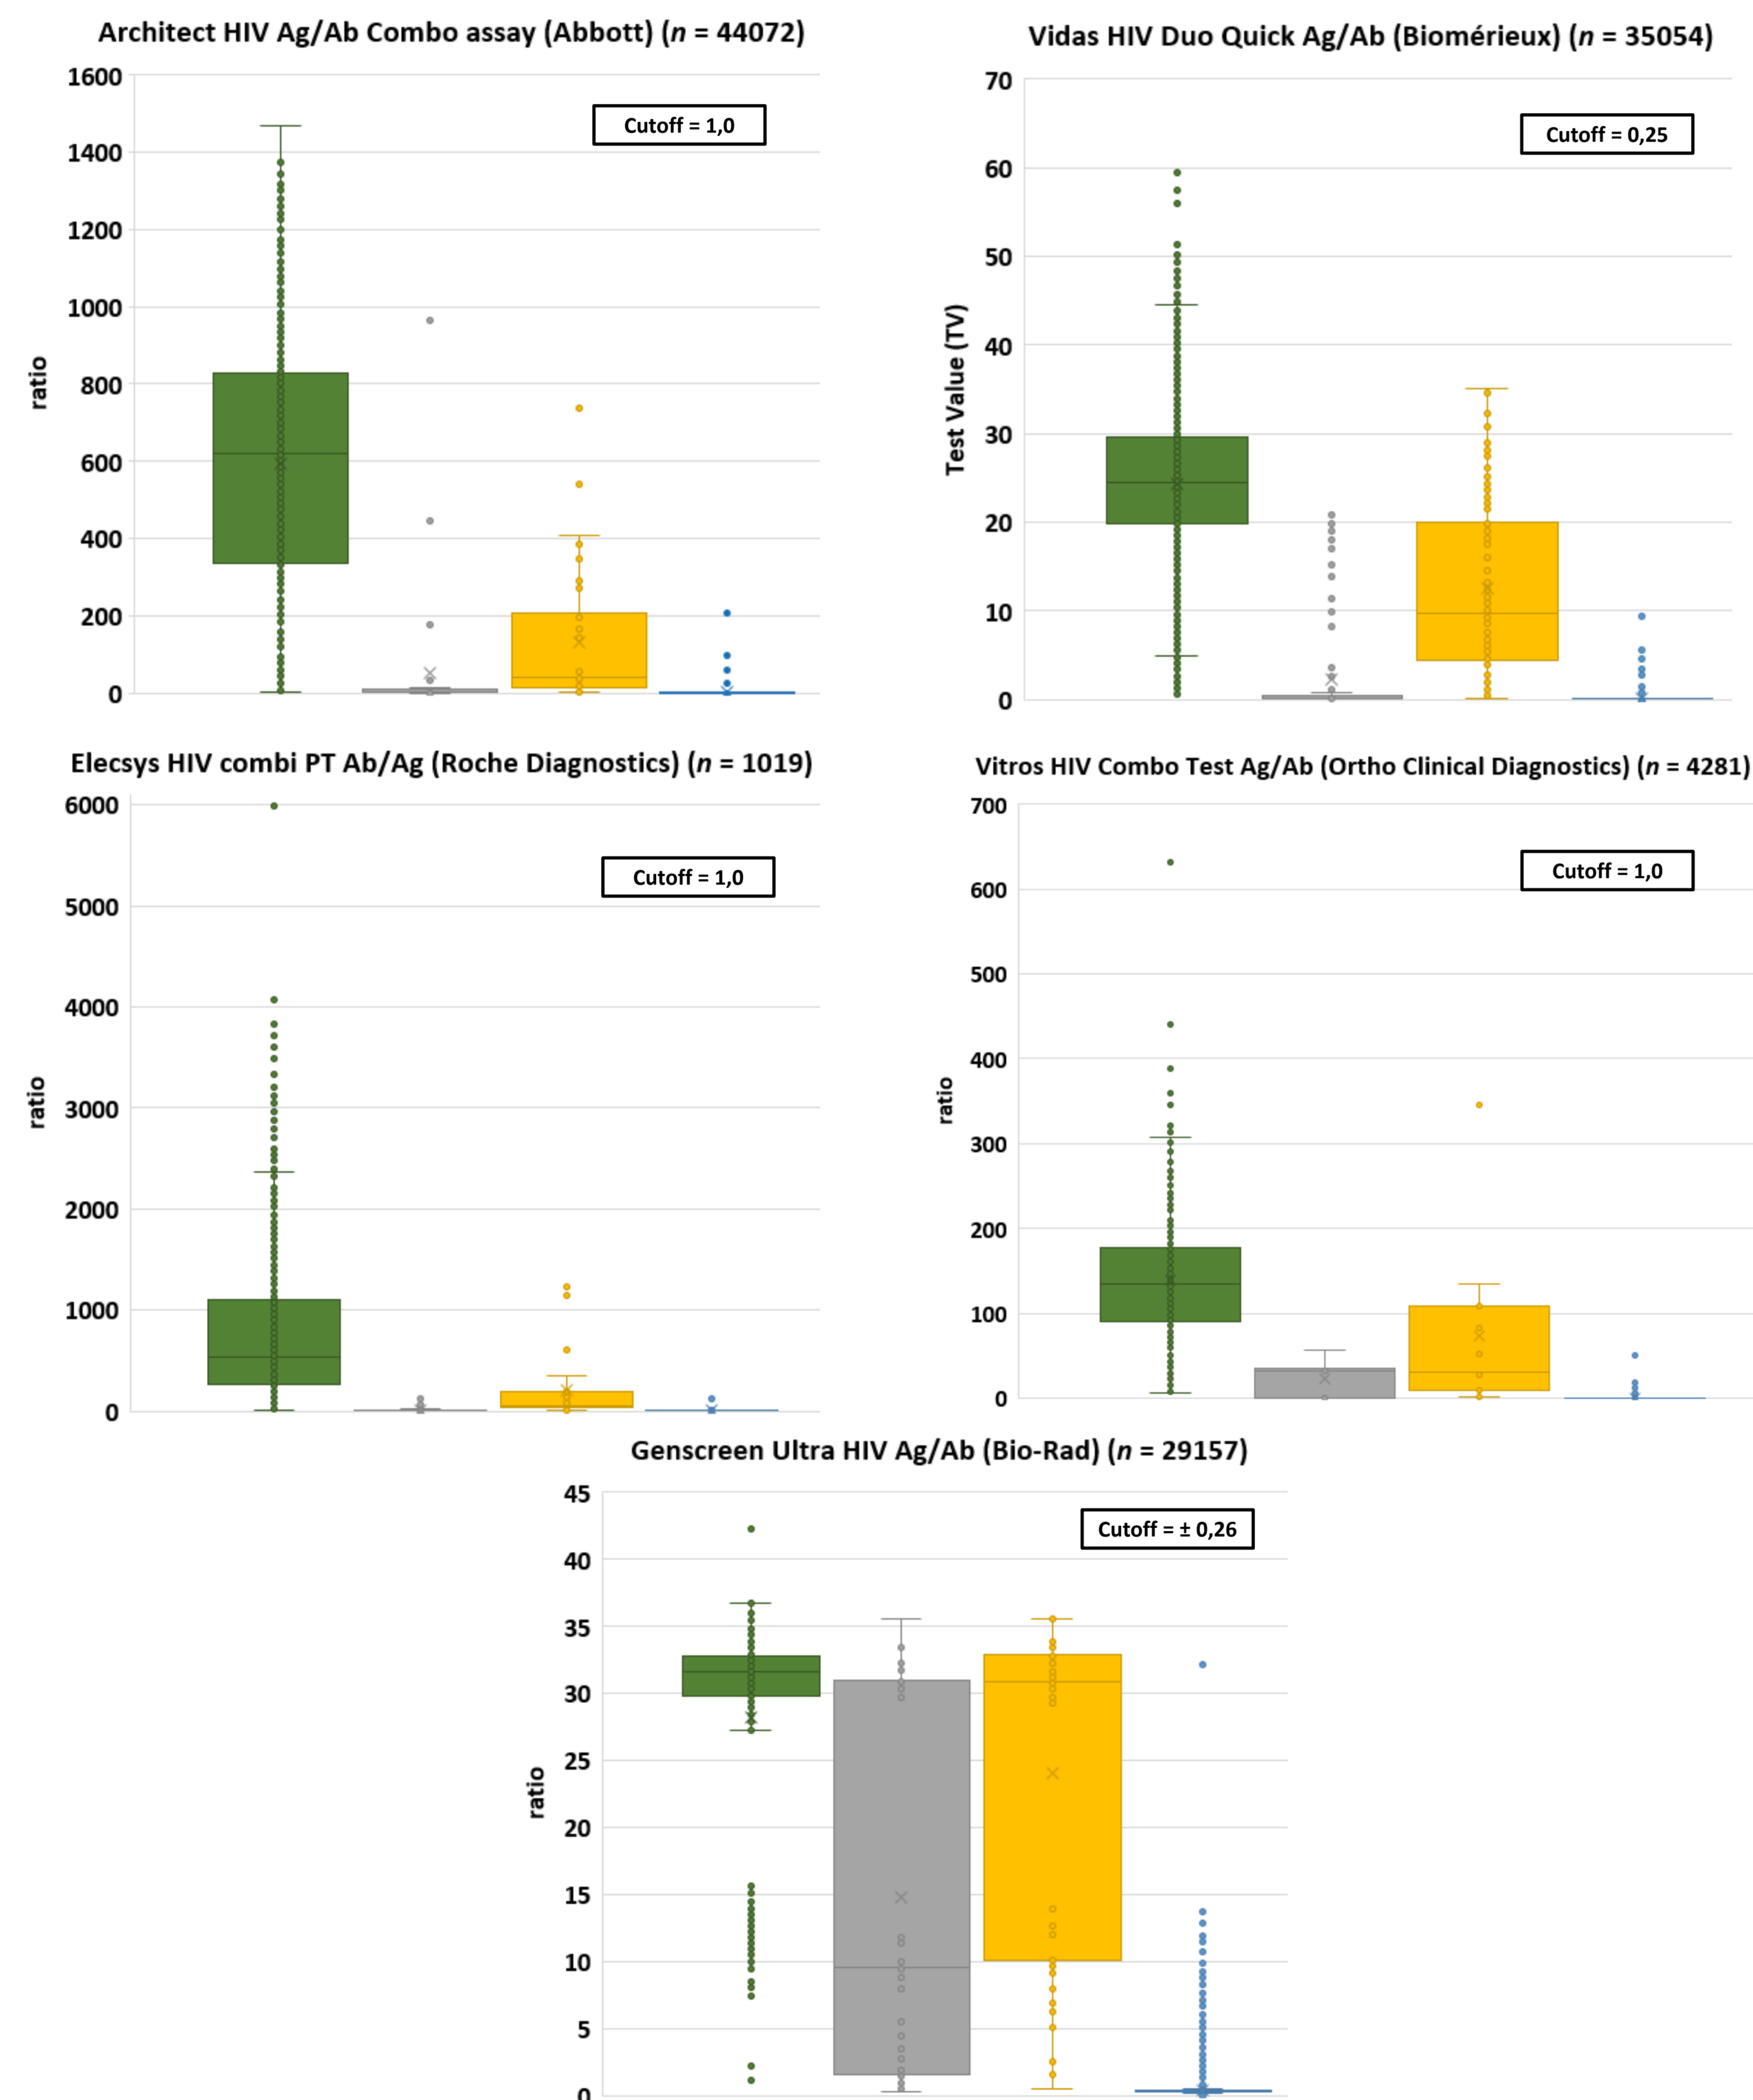 Architect HIV Ag/Ab Combo assay (Abbott) (n = 44072)
1600
1400
1200
1000
800
600
400
200
0
ratio
Cutoff = 1,0
Vidas HIV Duo Quick Ag/Ab (Biomérieux) (n = 35054)
70
60
50
40
30
20
10
0
Test Value (TV)
Cutoff = 0,25
Elecsys HIV combi PT Ab/Ag (Roche Diagnostics) (n = 1019)
6000
5000
4000
3000
2000
1000
0
ratio
Cutoff = 1,0
Vitros HIV Combo Test Ag/Ab (Ortho Clinical Diagnostics) (n = 4281)
700
600
500
400
300
200
100
0
ratio
Cutoff = 1,0
Genscreen Ultra HIV Ag/Ab (Bio-Rad) (n = 29157)
45
40
35
30
25
20
15
10
5
0
ratio
Cutoff = ± 0,26